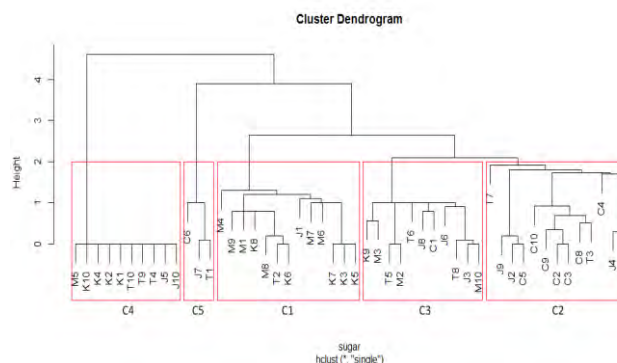 Cluster Dendrogram
Height
4
3
2
1
0
M5 K10 K4 K2 K1 T10 T9 T4 J5 J10
C6 J7 T1
M4 M9 M1 K8 M8 T2 K6 J1 M7 M6 K7 K3 K5
K9 M3 T5 M2 T6 J8 C1 J6 T8 J3 M10
T7 J9 J2 C5 C10 C9 C2 C3 C8 T3 C4 J4
C4 C5 C1 C3 C2
sugar
hclust (*, "single")